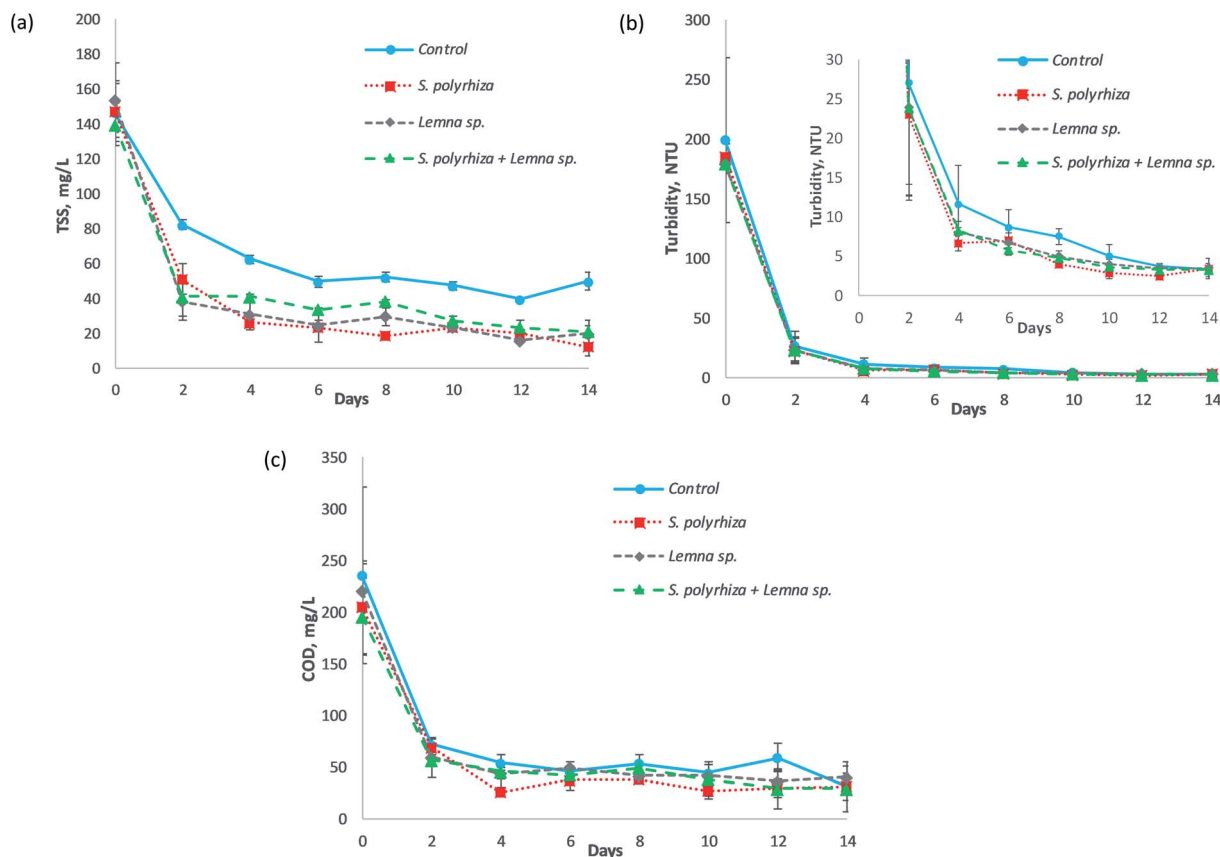 (a)
200
180
160
140
120
100
80
60
40
20
0
TSS, mg/L
0 2 4 6 8 10 12 14
Days
Control
S. polyrhiza
Lemna sp.
S. polyrhiza + Lemna sp.
(b)
300
250
200
150
100
50
0
Turbidity, NTU
0 2 4 6 8 10 12 14
Days
30
25
20
15
10
5
0
Turbidity, NTU
0 2 4 6 8 10 12 14
Days
Control
S. polyrhiza
Lemna sp.
S. polyrhiza + Lemna sp.
(c)
350
300
250
200
150
100
50
0
COD, mg/L
0 2 4 6 8 10 12 14
Days
Control
S. polyrhiza
Lemna sp.
S. polyrhiza + Lemna sp.